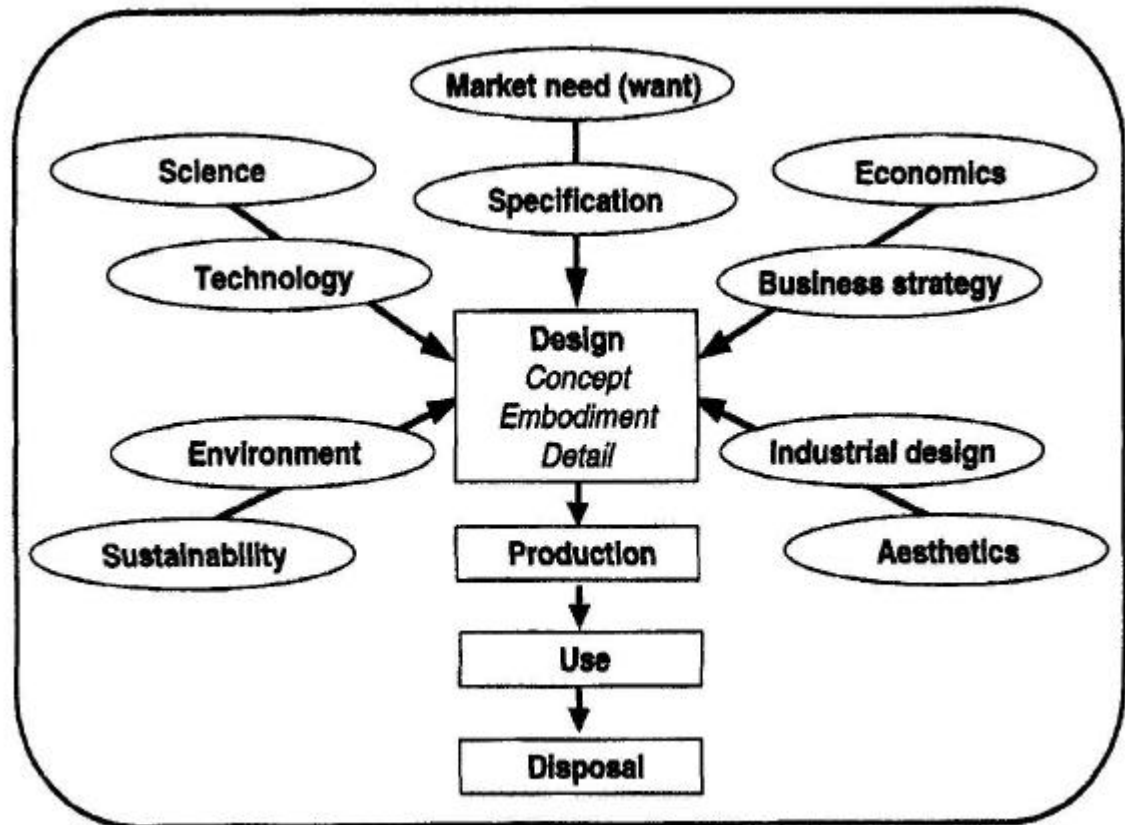 Market need (want)
Science
Economics
Specification
Technology
Business strategy
Design
Concept
Embodiment
Detail
Environment
Industrial design
Sustainability
Aesthetics
Production
Use
Disposal